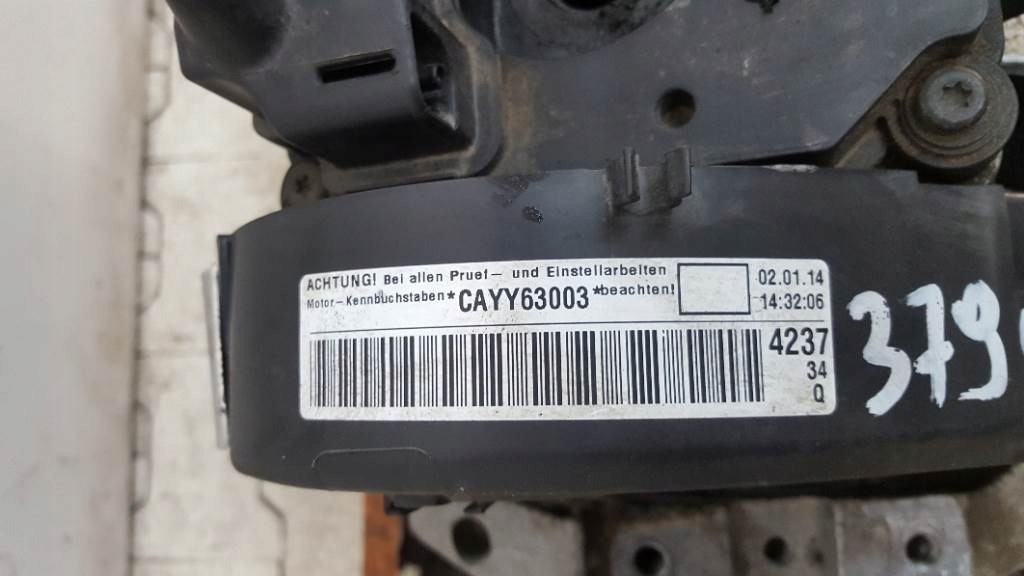 ACHTUNG! Bei allen Pruef- und Einstellarbeiten
Motor-Kennbuchstaben *CAYY63003* beachten!
02.01.14
14:32:06
4237
34
Q
379